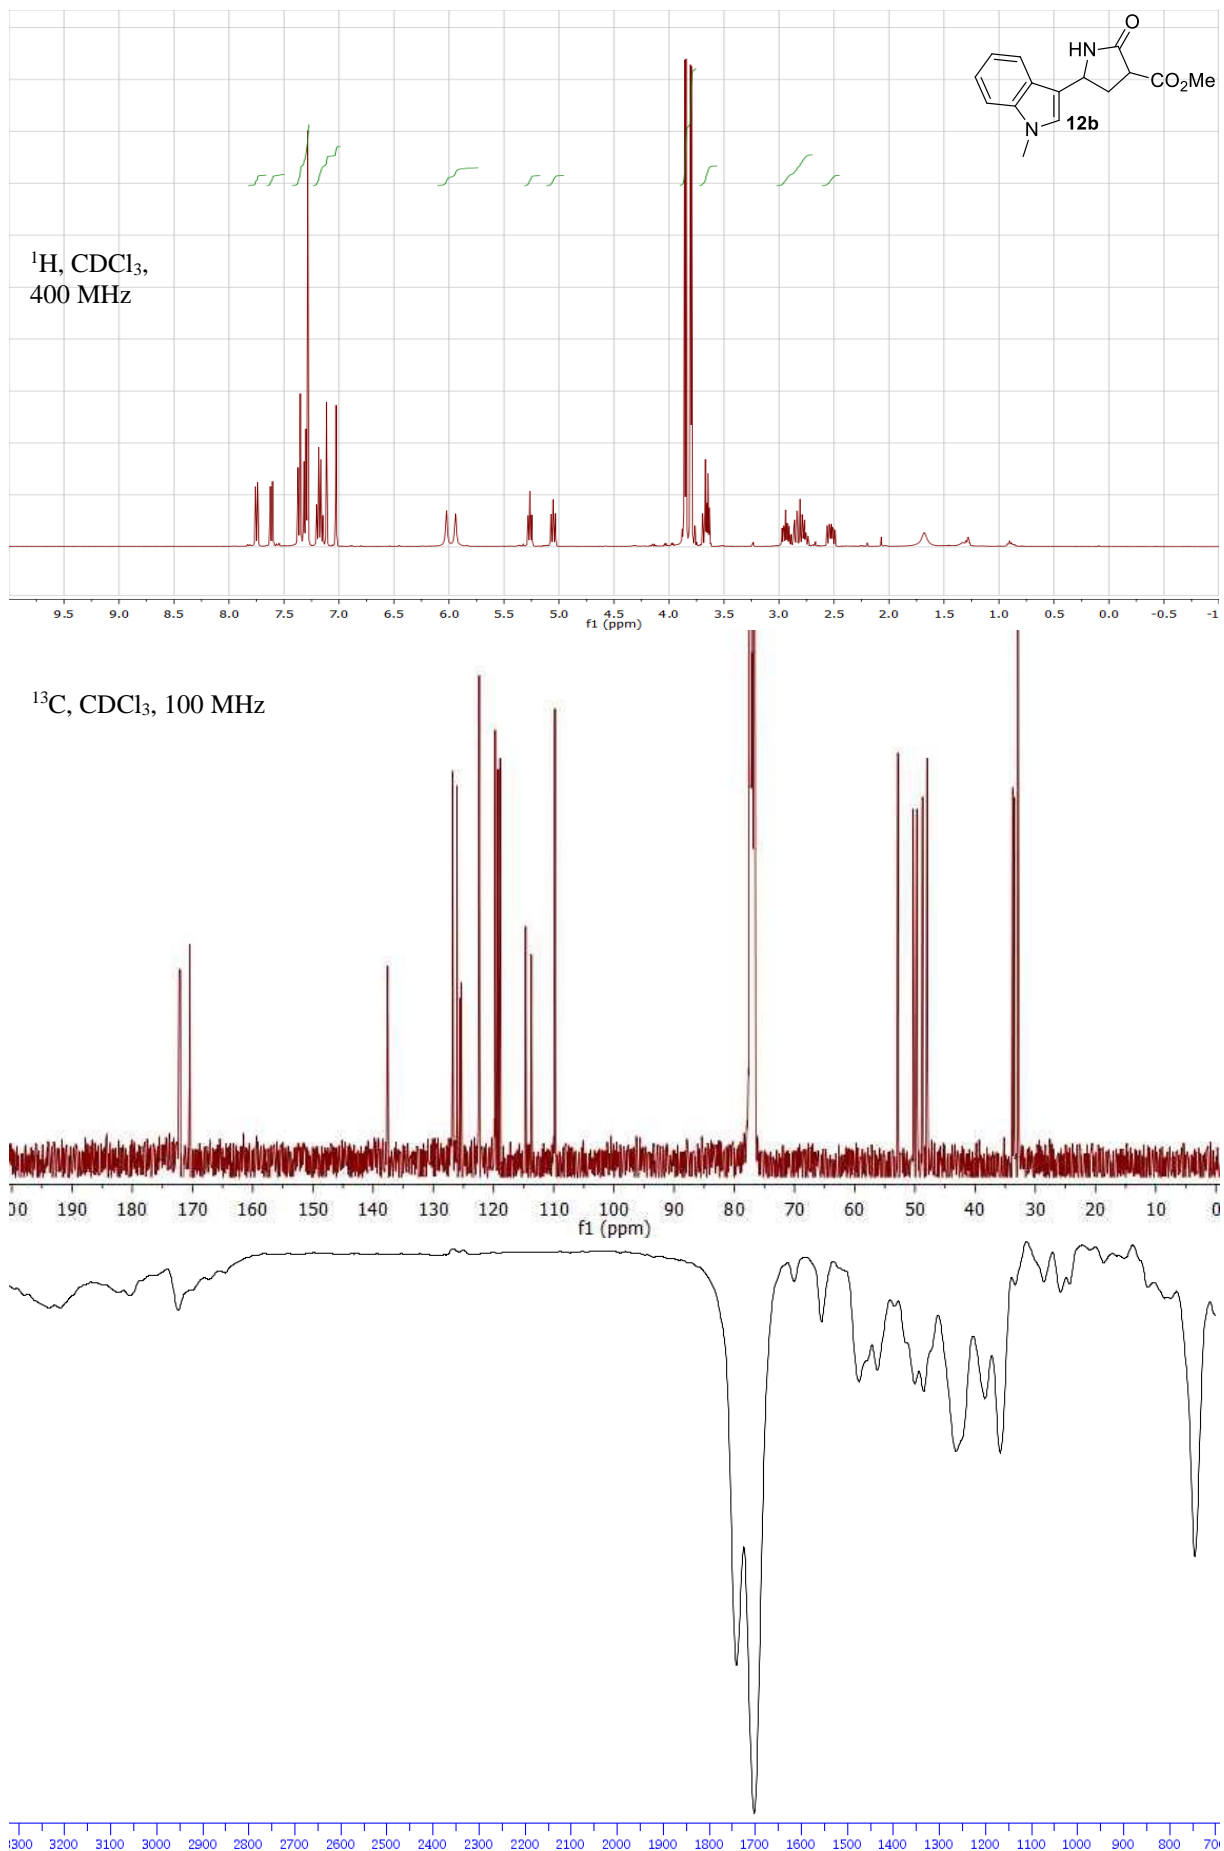 O
HN
CO₂Me
N
12b
¹H, CDCl₃,
400 MHz
9.5 9.0 8.5 8.0 7.5 7.0 6.5 6.0 5.5 5.0 4.5 4.0 3.5 3.0 2.5 2.0 1.5 1.0 0.5 0.0 -0.5 -1
f1 (ppm)
¹³C, CDCl₃, 100 MHz
00 190 180 170 160 150 140 130 120 110 100 90 80 70 60 50 40 30 20 10 0
f1 (ppm)
3300 3200 3100 3000 2900 2800 2700 2600 2500 2400 2300 2200 2100 2000 1900 1800 1700 1600 1500 1400 1300 1200 1100 1000 900 800 700